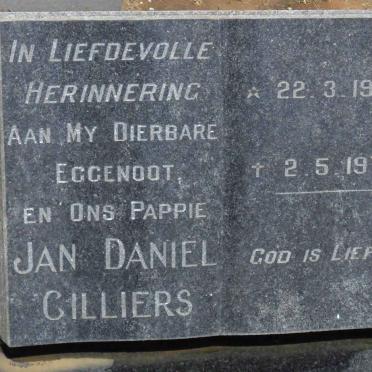 IN LIEFDEVOLLE
HERINNERING
AAN MY DIERBARE
EGGENOOT,
EN ONS PAPPIE
JAN DANIEL
CILLIERS
22.3.19
† 2.5.19
GOD IS LIEF